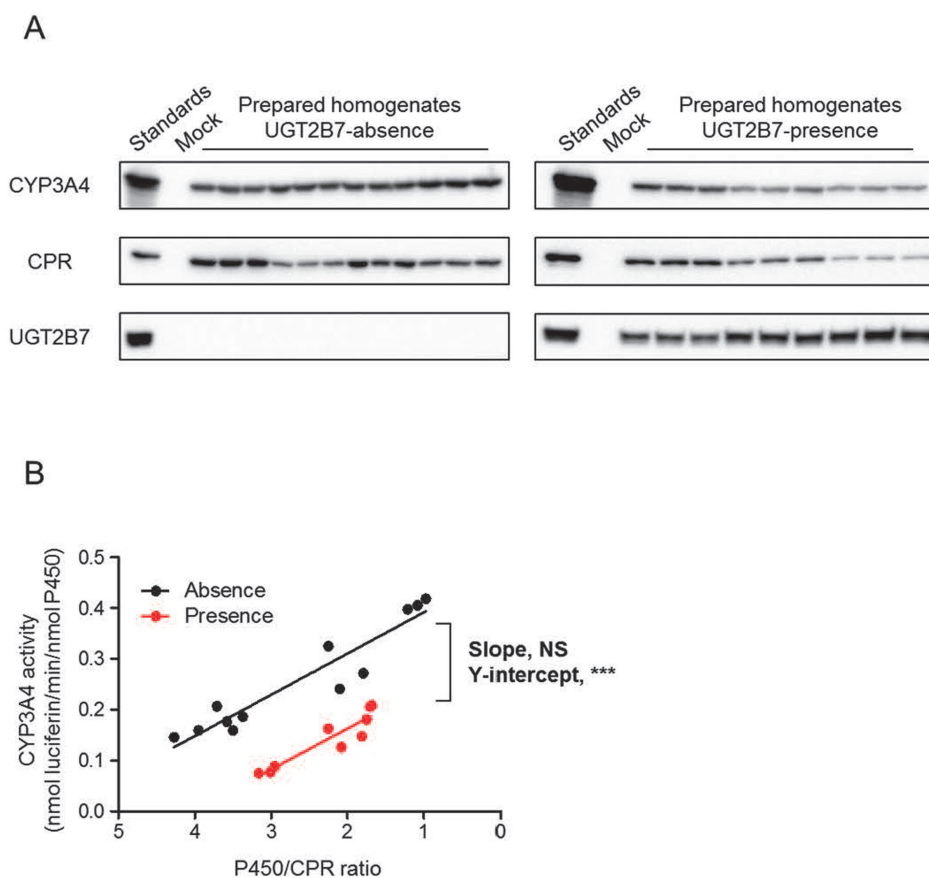 A
Standards
Mock
Prepared homogenates
UGT2B7-absence
Standards
Mock
Prepared homogenates
UGT2B7-presence
CYP3A4
CPR
UGT2B7
B
CYP3A4 activity
(nmol luciferin/min/nmol P450)
0.5
0.4
0.3
0.2
0.1
0.0
Absence
Presence
Slope, NS
Y-intercept, ***
5 4 3 2 1 0
P450/CPR ratio